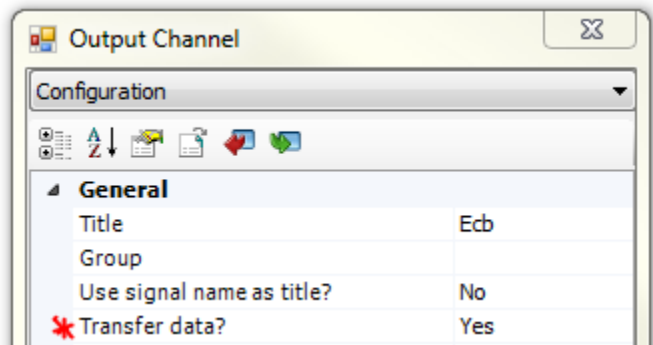 Output Channel
Configuration
General
Title Ecb
Group
Use signal name as title? No
Transfer data? Yes